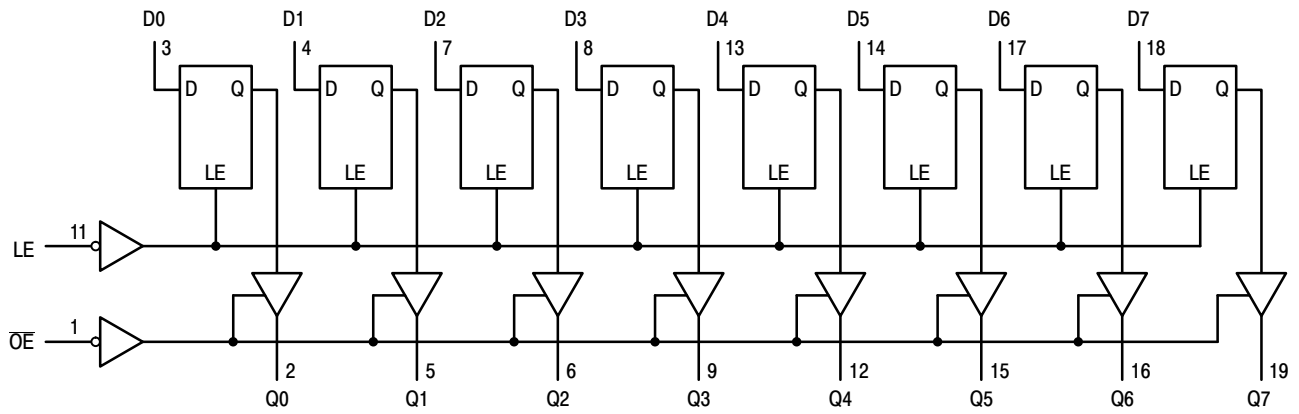 D0 D1 D2 D3 D4 D5 D6 D7
3 4 7 8 13 14 17 18
D Q D Q D Q D Q D Q D Q D Q D Q
LE LE LE LE LE LE LE LE
LE 11
OE 1
2 5 6 9 12 15 16 19
Q0 Q1 Q2 Q3 Q4 Q5 Q6 Q7